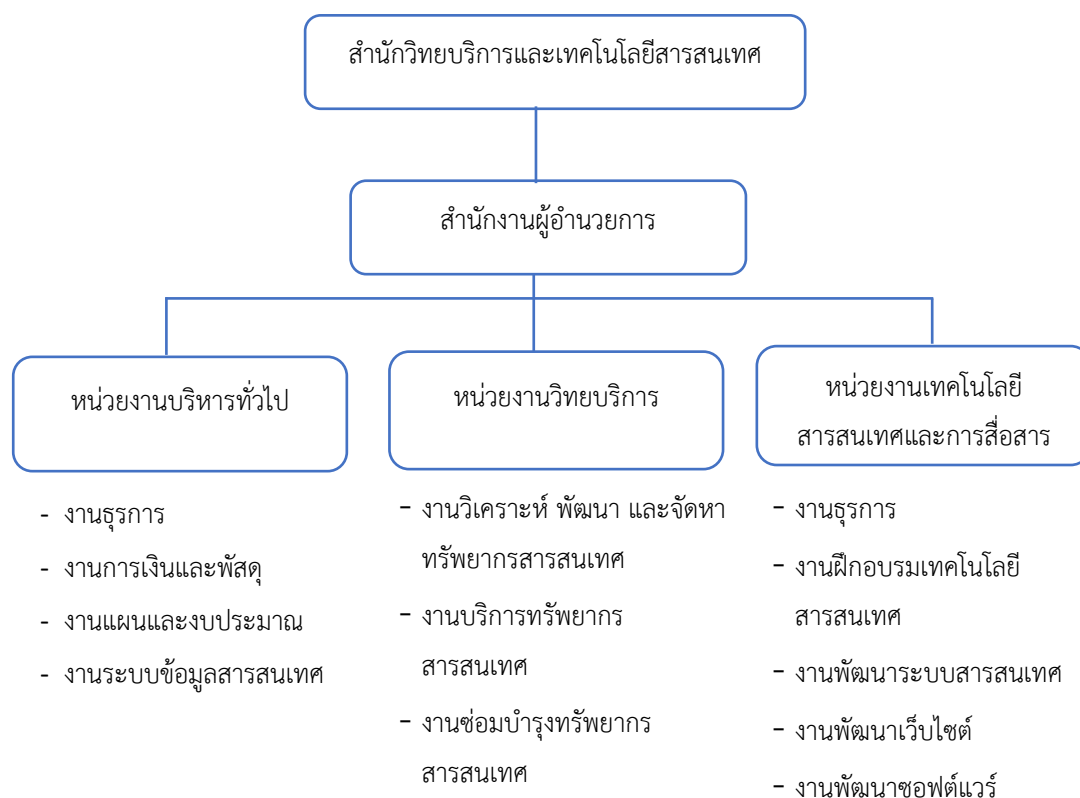 สำนักวิทยบริการและเทคโนโลยีสารสนเทศ
สำนักงานผู้อำนวยการ
หน่วยงานบริหารทั่วไป
- งานธุรการ
- งานการเงินและพัสดุ
- งานแผนและงบประมาณ
- งานระบบข้อมูลสารสนเทศ
หน่วยงานวิทยบริการ
- งานวิเคราะห์ พัฒนา และจัดหา
ทรัพยากรสารสนเทศ
- งานบริการทรัพยากร
สารสนเทศ
- งานซ่อมบำรุงทรัพยากร
สารสนเทศ
หน่วยงานเทคโนโลยี
สารสนเทศและการสื่อสาร
- งานธุรการ
- งานฝึกอบรมเทคโนโลยี
สารสนเทศ
- งานพัฒนาระบบสารสนเทศ
- งานพัฒนาเว็บไซต์
- งานพัฒนาซอฟต์แวร์